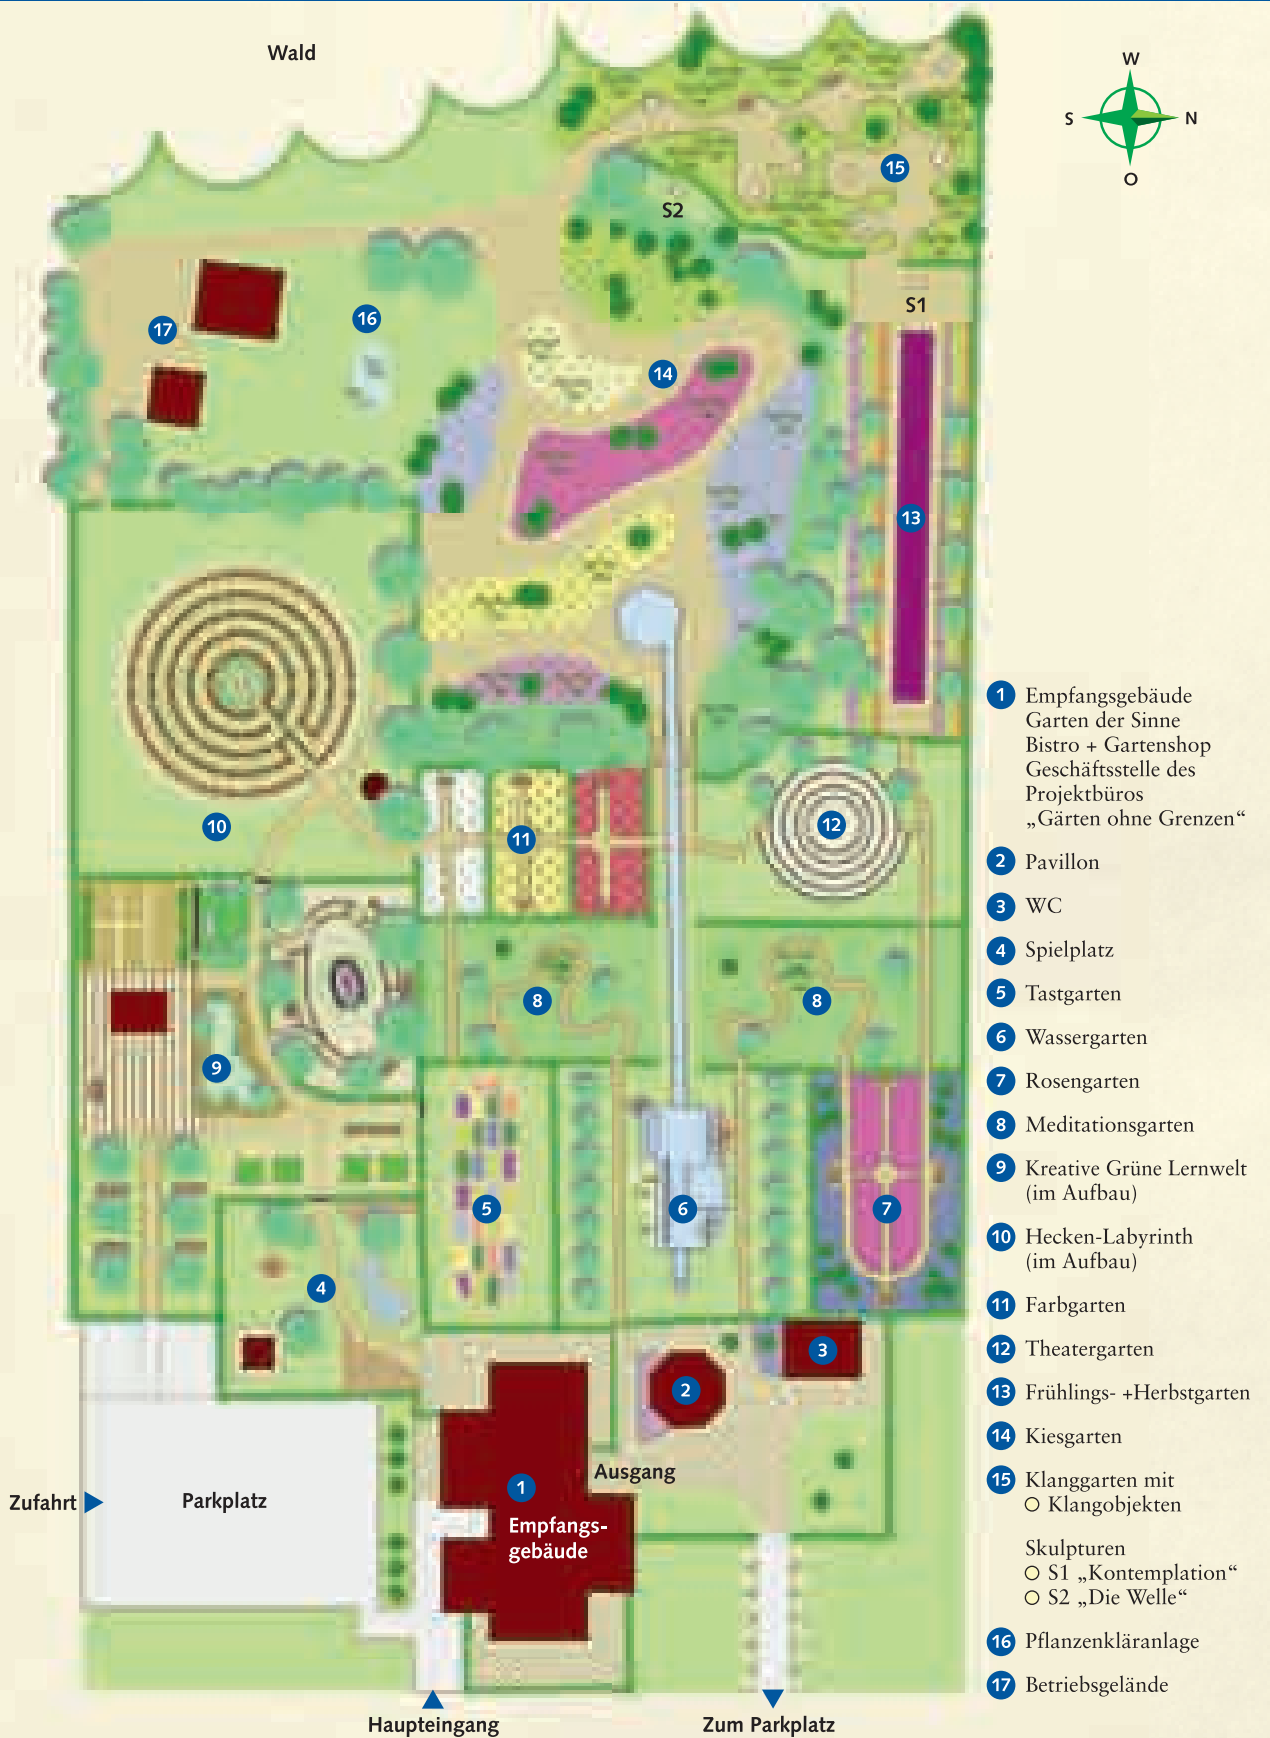 Wald
W
S
N
O
15
S2
S1
17
16
14
13
10
11
12
8
8
9
5
6
7
4
3
2
1
Empfangs-
gebäude
Ausgang
Zufahrt
Parkplatz
Haupteingang
Zum Parkplatz
1 Empfangsgebäude
Garten der Sinne
Bistro + Gartenshop
Geschäftsstelle des
Projektbüros
„Gärten ohne Grenzen“
2 Pavillon
3 WC
4 Spielplatz
5 Tastgarten
6 Wassergarten
7 Rosengarten
8 Meditationsgarten
9 Kreative Grüne Lernwelt
(im Aufbau)
10 Hecken-Labyrinth
(im Aufbau)
11 Farbgarten
12 Theatergarten
13 Frühlings- +Herbstgarten
14 Kiesgarten
15 Klanggarten mit
Klangobjekten
Skulpturen
S1 „Kontemplation“
S2 „Die Welle“
16 Pflanzenkläranlage
17 Betriebsgelände